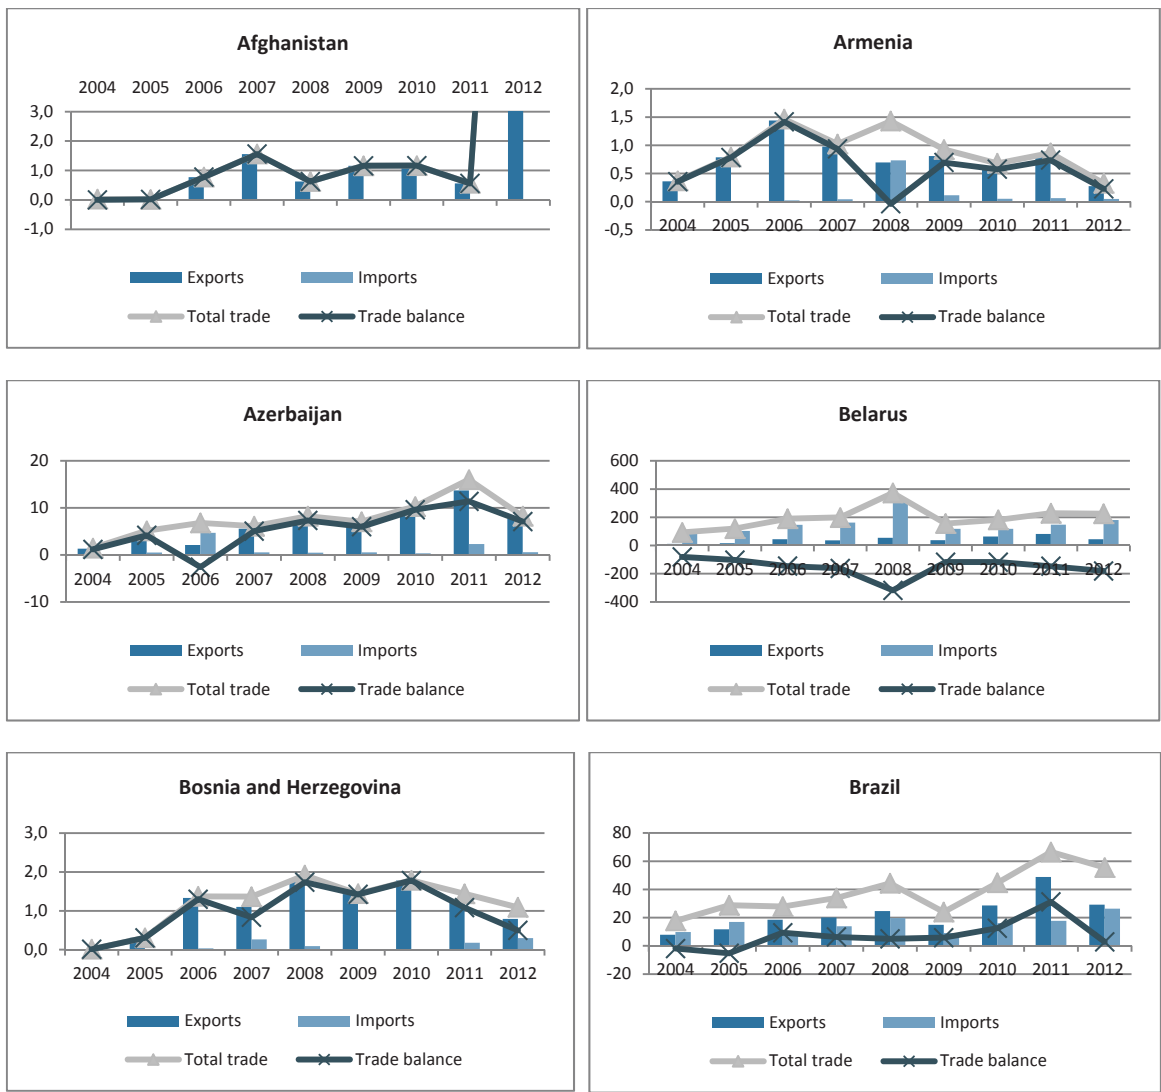 Afghanistan
2004 2005 2006 2007 2008 2009 2010 2011 2012
3,0
2,0
1,0
0,0
-1,0
Exports Imports
Total trade Trade balance
Armenia
2,0
1,5
1,0
0,5
0,0
-0,5
2004 2005 2006 2007 2008 2009 2010 2011 2012
Exports Imports
Total trade Trade balance
Azerbaijan
20
10
0
-10
2004 2005 2006 2007 2008 2009 2010 2011 2012
Exports Imports
Total trade Trade balance
Belarus
600
400
200
0
-200
-400
2004 2005 2006 2007 2008 2009 2010 2011 2012
Exports Imports
Total trade Trade balance
Bosnia and Herzegovina
3,0
2,0
1,0
0,0
2004 2005 2006 2007 2008 2009 2010 2011 2012
Exports Imports
Total trade Trade balance
Brazil
80
60
40
20
0
-20
2004 2005 2006 2007 2008 2009 2010 2011 2012
Exports Imports
Total trade Trade balance